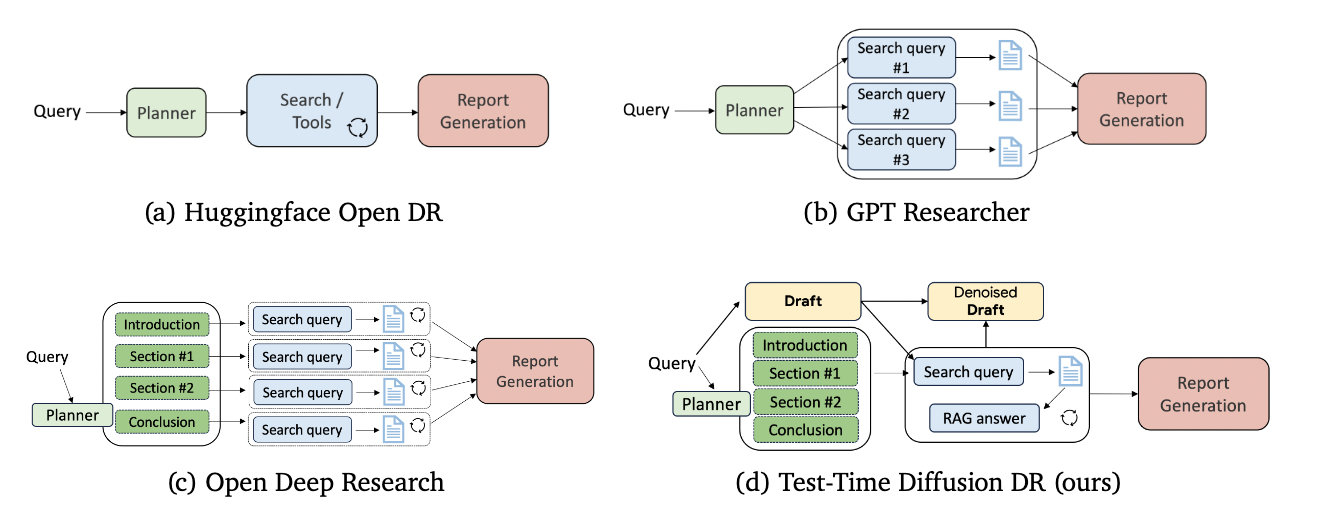 Query
Planner
Search /
Tools
Report
Generation
(a) Huggingface Open DR
Query
Planner
Search query
#1
Search query
#2
Search query
#3
Report
Generation
(b) GPT Researcher
Query
Planner
Introduction
Section #1
Section #2
Conclusion
Search query
Search query
Search query
Search query
Report
Generation
(c) Open Deep Research
Query
Planner
Draft
Introduction
Section #1
Section #2
Conclusion
Denoised
Draft
Search query
RAG answer
Report
Generation
(d) Test-Time Diffusion DR (ours)